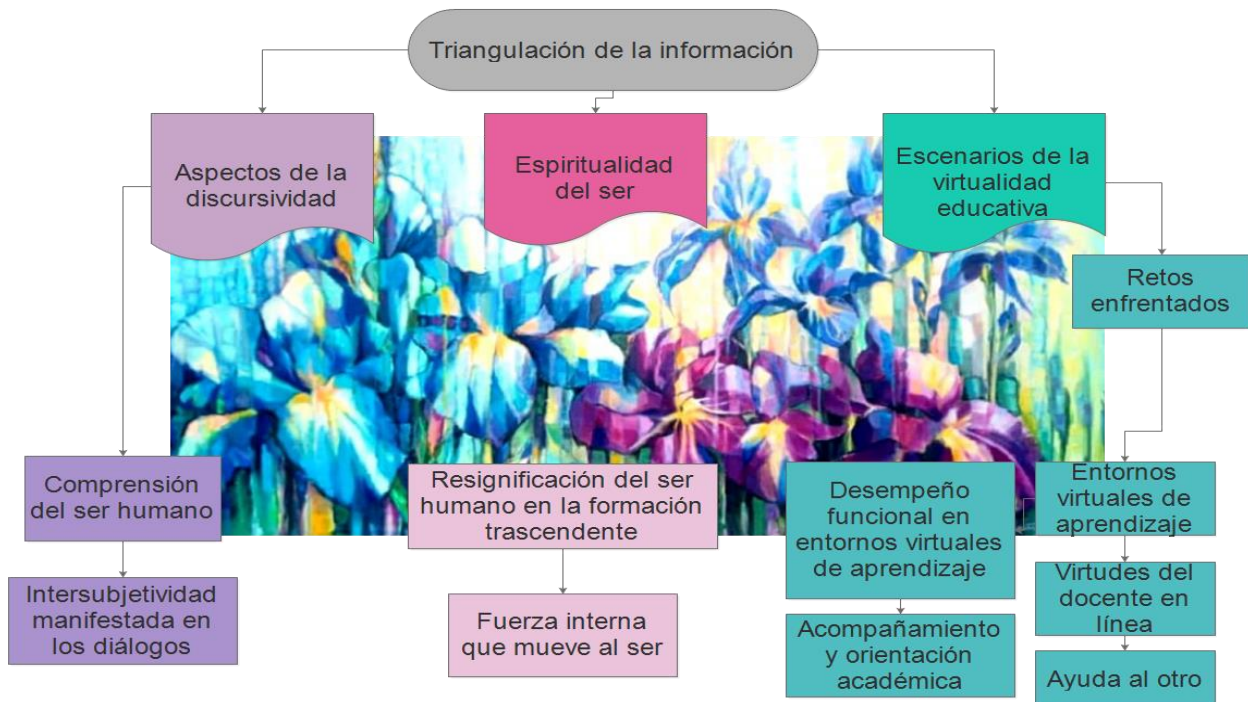 Triangulación de la información
Aspectos de la
discursividad
Espiritualidad
del ser
Escenarios de la
virtualidad
educativa
Retos
enfrentados
Comprensión
del ser humano
Resignificación del ser
humano en la formación
trascendente
Desempeño
funcional en
entornos virtuales
de aprendizaje
Entornos
virtuales de
aprendizaje
Intersubjetividad
manifestada en
los diálogos
Fuerza interna
que mueve al ser
Acompañamiento
y orientación
académica
Virtudes del
docente en
línea
Ayuda al otro